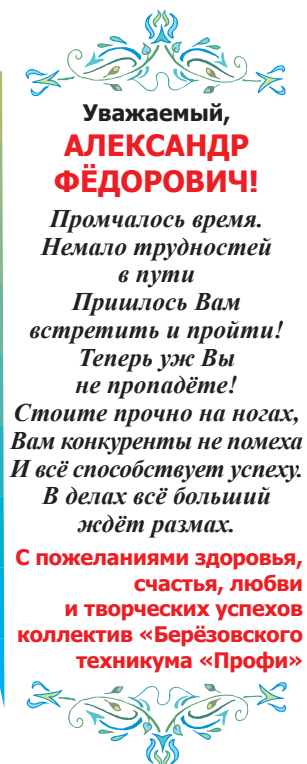 Уважаемый,
АЛЕКСАНДР
ФЁДОРОВИЧ!
Промчалось время.
Немало трудностей
в пути
Пришлось Вам
встретить и пройти!
Теперь уж Вы
не пропадёте!
Стоите прочно на ногах,
Вам конкуренты не помеха
И всё способствует успеху.
В делах всё больший
ждёт размах.
С пожеланиями здоровья,
счастья, любви
и творческих успехов
коллектив «Берёзовского
техникума «Профи»